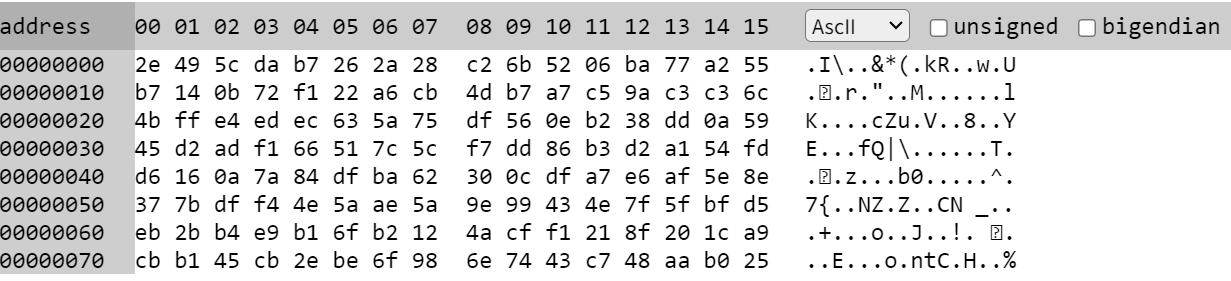 address 00 01 02 03 04 05 06 07 08 09 10 11 12 13 14 15 AscII unsigned bigendian
00000000 2e 49 5c da b7 26 2a 28 c2 6b 52 06 ba 77 a2 55 .I\..&*(.kR..w.U
00000010 b7 14 0b 72 f1 22 a6 cb 4d b7 a7 c5 9a c3 c3 6c .␦.r."..M......l
00000020 4b ff e4 ed ec 63 5a 75 df 56 0e b2 38 dd 0a 59 K....cZu.V..8..Y
00000030 45 d2 ad f1 66 51 7c 5c f7 dd 86 b3 d2 a1 54 fd E...fQ|\......T.
00000040 d6 16 0a 7a 84 df ba 62 30 0c df a7 e6 af 5e 8e .␦.z...b0.....^.
00000050 37 7b df f4 4e 5a ae 5a 9e 99 43 4e 7f 5f bf d5 7{..NZ.Z..CN _..
00000060 eb 2b b4 e9 b1 6f b2 12 4a cf f1 21 8f 20 1c a9 .+...o..J..!. ␦.
00000070 cb b1 45 cb 2e be 6f 98 6e 74 43 c7 48 aa b0 25 ..E...o.ntC.H..%